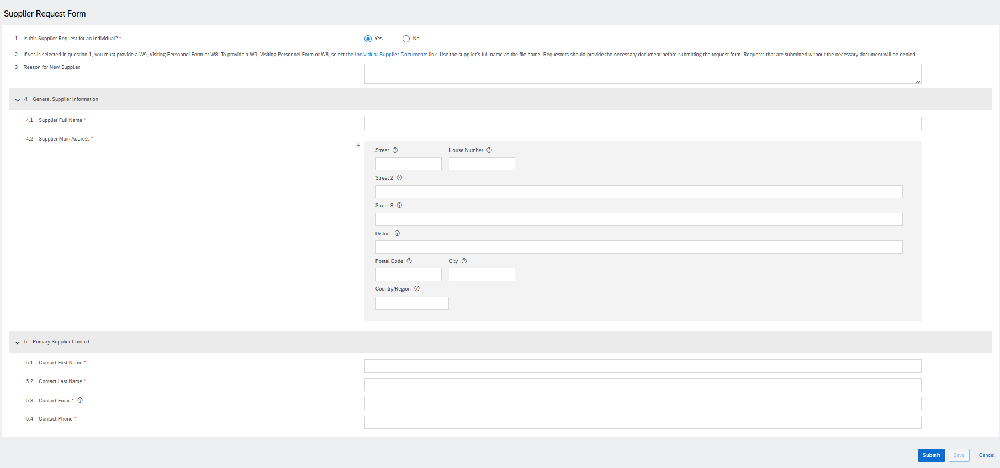 Supplier Request Form
1 Is this Supplier Request for an Individual? * Yes No
2 If yes is selected in question 1, you must provide a W9, Visiting Personnel Form or W8. To provide a W9, Visiting Personnel Form or W8, select the Individual Supplier Documents link. Use the supplier's full name as the file name. Requestors should provide the necessary document before submitting the request form. Requests that are submitted without the necessary document will be denied.
3 Reason for New Supplier
4 General Supplier Information
4.1 Supplier Full Name *
4.2 Supplier Main Address *
+
Street ? House Number ?
Street 2 ?
Street 3 ?
District ?
Postal Code ? City ?
Country/Region ?
5 Primary Supplier Contact
5.1 Contact First Name *
5.2 Contact Last Name *
5.3 Contact Email * ?
5.4 Contact Phone *
Submit Save Cancel